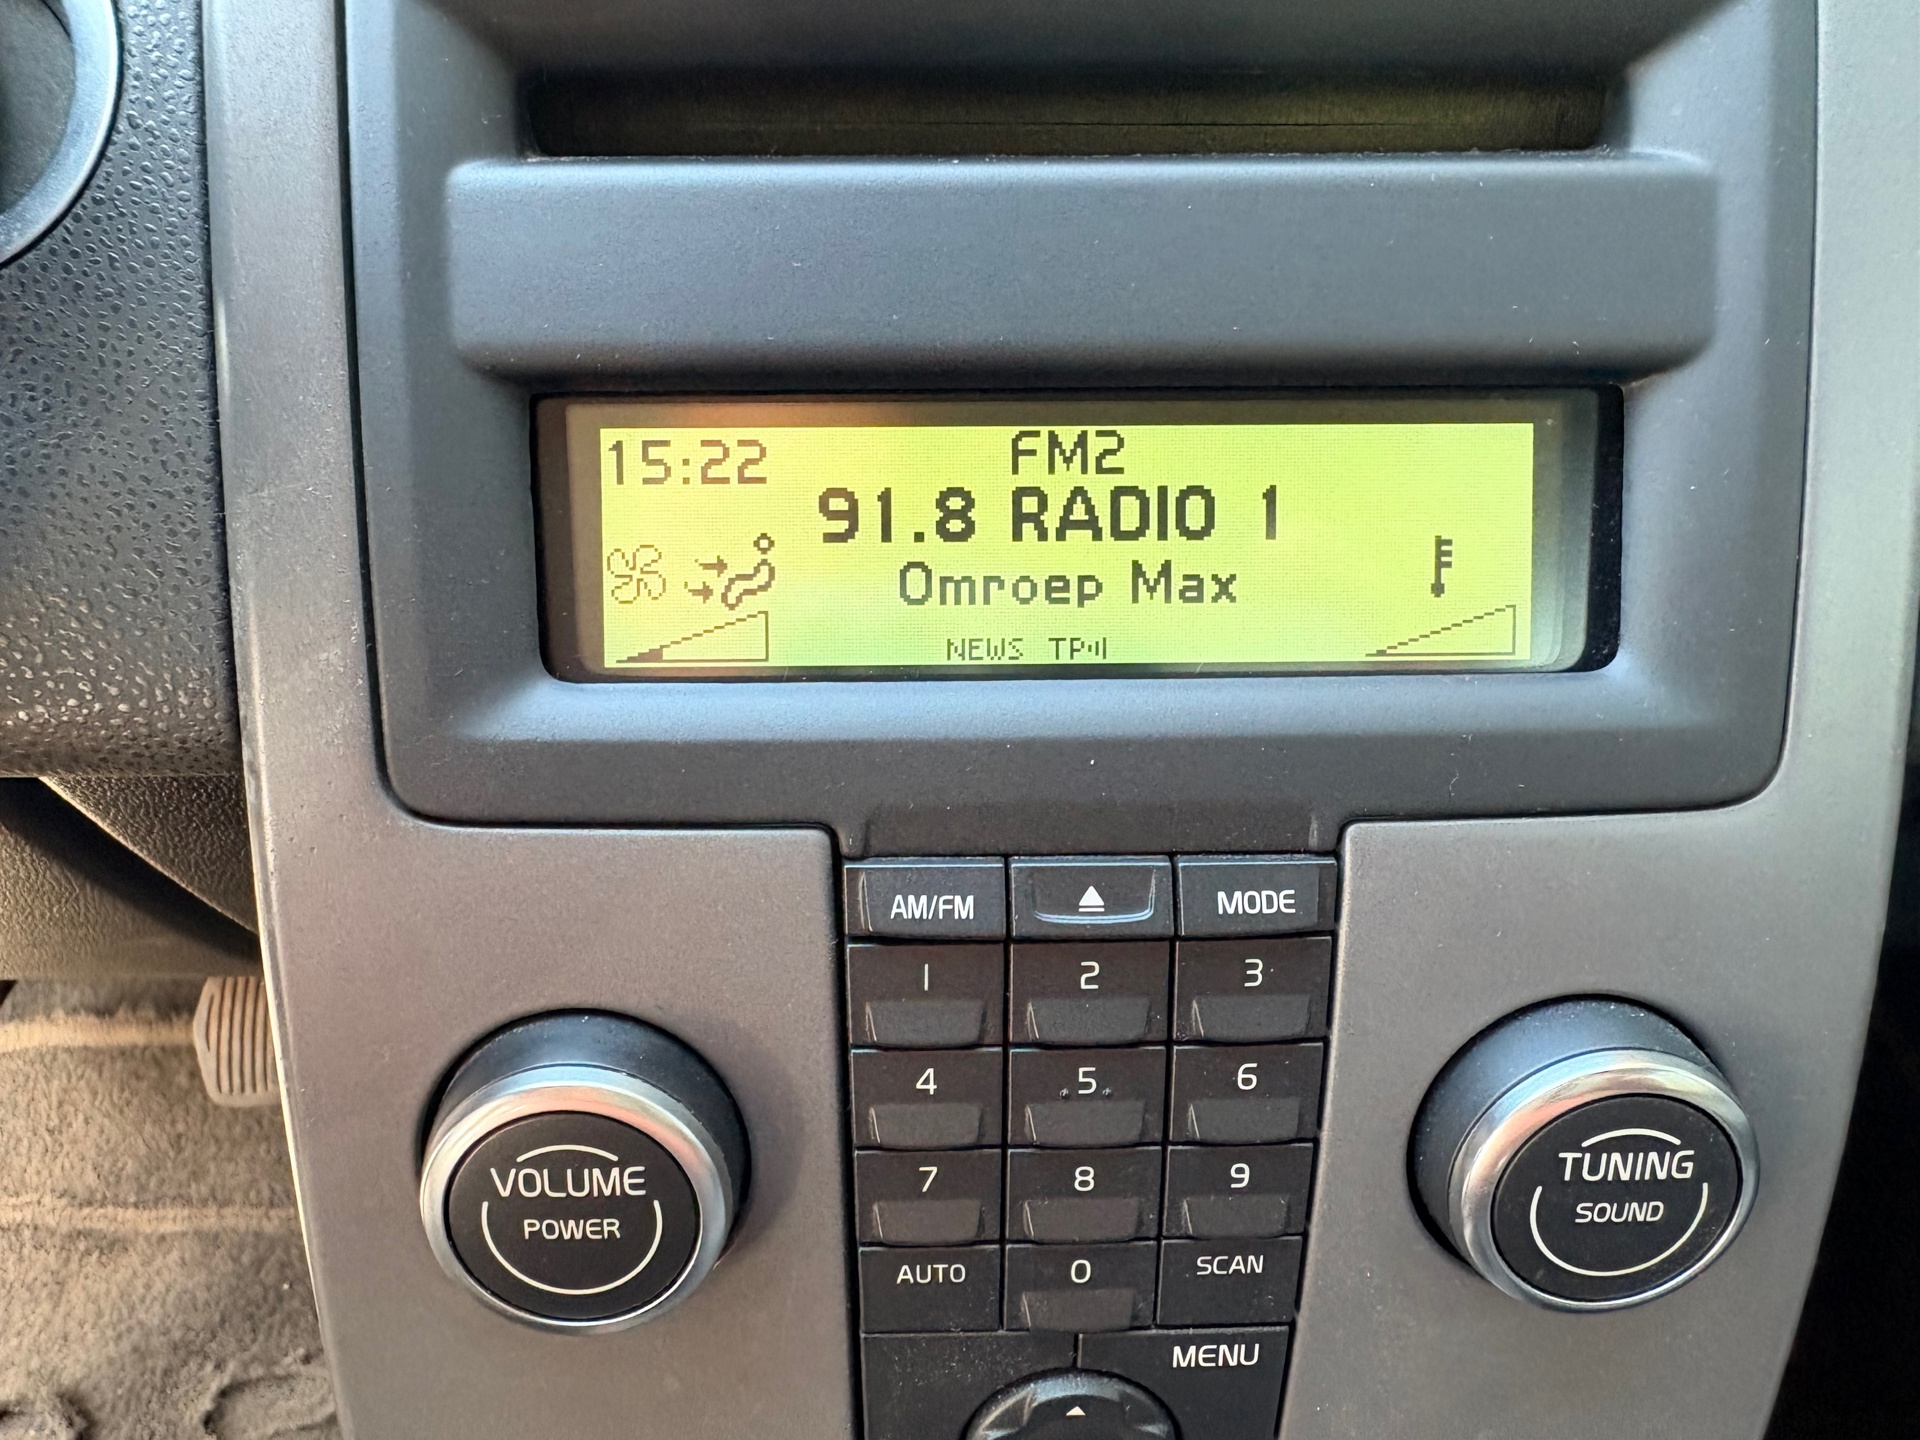 15:22
FM2
91.8 RADIO 1
Omroep Max
NEWS TP
AM/FM
MODE
1 2 3
4 5 6
7 8 9
AUTO 0 SCAN
MENU
VOLUME
POWER
TUNING
SOUND